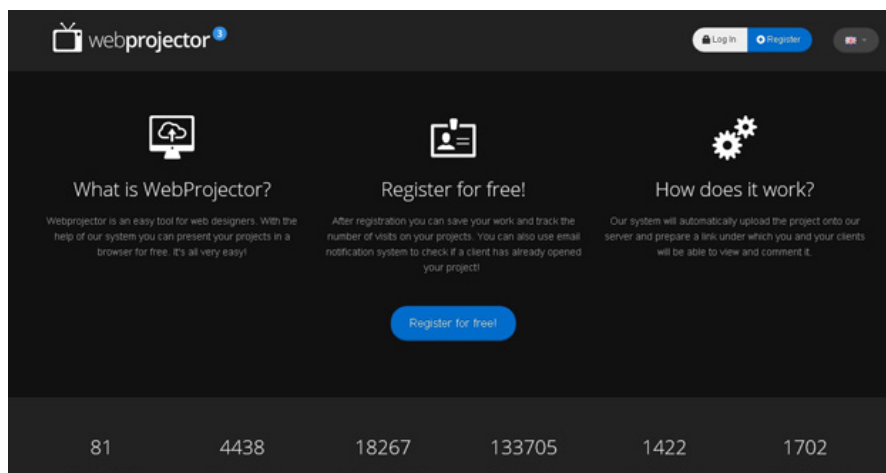 webprojector 3
Log In Register
What is WebProjector?
Webprojector is an easy tool for web designers. With the
help of our system you can present your projects in a
browser for free. It's all very easy!
Register for free!
After registration you can save your work and track the
number of visits on your projects. You can also use email
notification system to check if a client has already opened
your project!
Register for free!
How does it work?
Our system will automatically upload the project onto our
server and prepare a link under which you and your clients
will be able to view and comment it.
81 4438 18267 133705 1422 1702